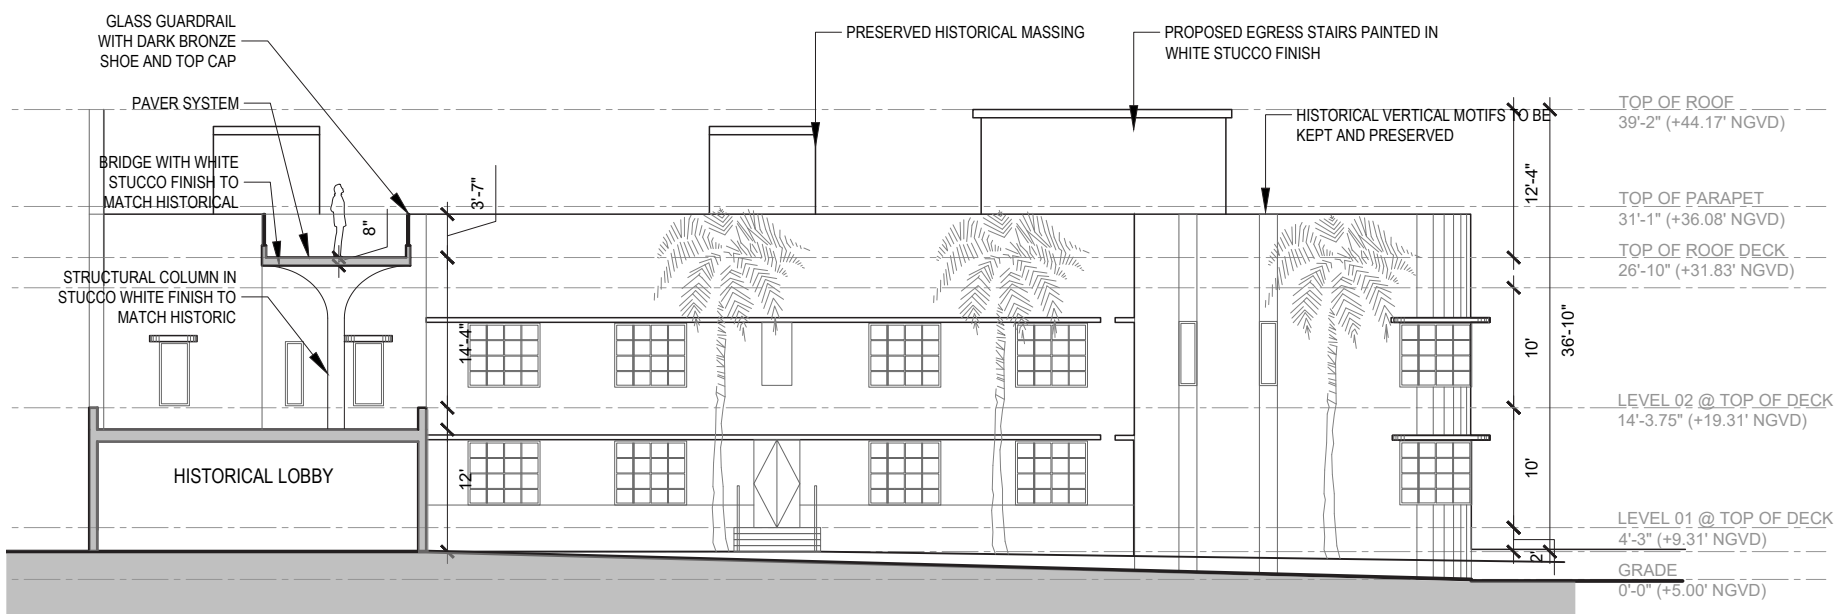 GLASS GUARDRAIL
WITH DARK BRONZE
SHOE AND TOP CAP
PAVER SYSTEM
BRIDGE WITH WHITE
STUCCO FINISH TO
MATCH HISTORICAL
STRUCTURAL COLUMN IN
STUCCO WHITE FINISH TO
MATCH HISTORIC
HISTORICAL LOBBY
8"
3'-7"
14'-4"
12'
PRESERVED HISTORICAL MASSING
PROPOSED EGRESS STAIRS PAINTED IN
WHITE STUCCO FINISH
HISTORICAL VERTICAL MOTIFS TO BE
KEPT AND PRESERVED
12'-4"
10'
10'
2'
36'-10"
TOP OF ROOF
39'-2" (+44.17' NGVD)
TOP OF PARAPET
31'-1" (+36.08' NGVD)
TOP OF ROOF DECK
26'-10" (+31.83' NGVD)
LEVEL 02 @ TOP OF DECK
14'-3.75" (+19.31' NGVD)
LEVEL 01 @ TOP OF DECK
4'-3" (+9.31' NGVD)
GRADE
0'-0" (+5.00' NGVD)